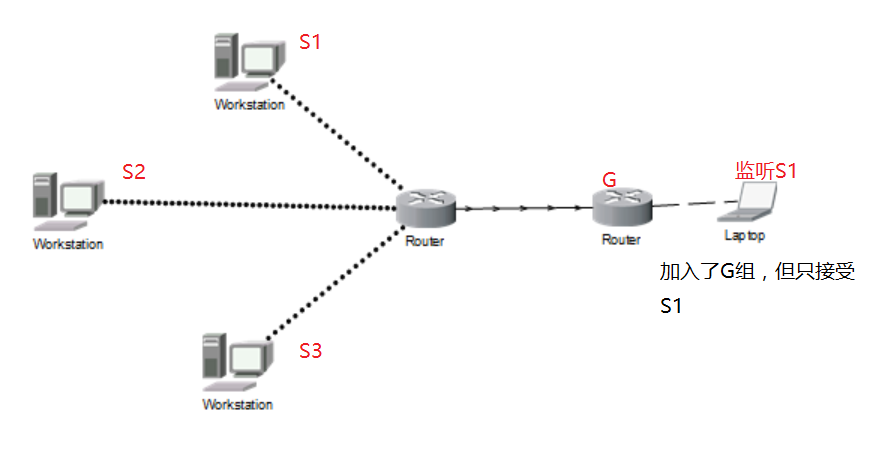 S1
Workstation
S2
Workstation
G
监听S1
Router
Router
Laptop
加入了G组，但只接受
S1
S3
Workstation